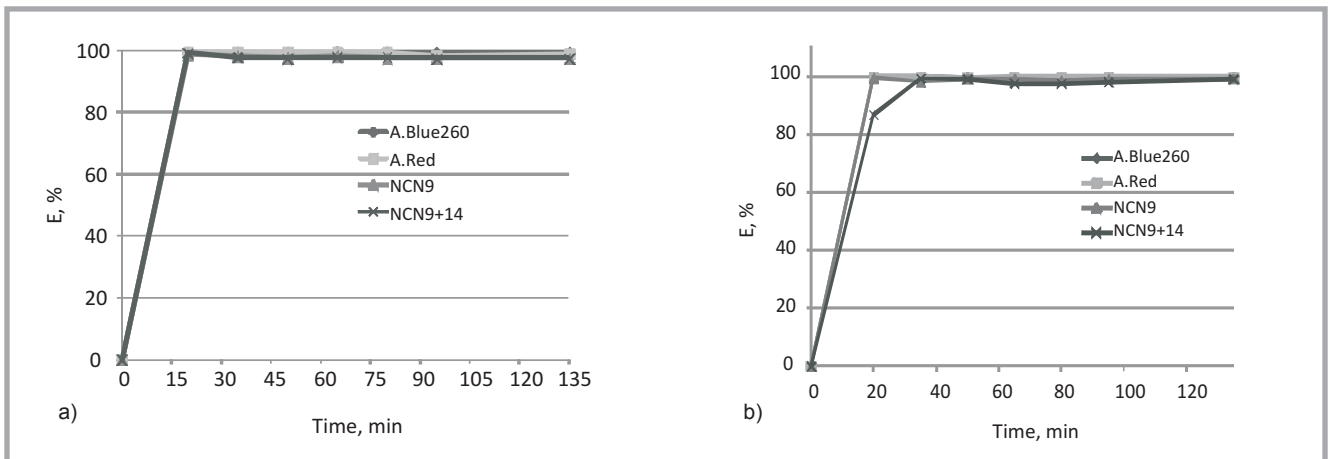 100
80
60
40
20
0
E, %
A.Blue260
A.Red
NCN9
NCN9+14
0 15 30 45 60 75 90 105 120 135
Time, min
a)
100
80
60
40
20
0
E, %
A.Blue260
A.Red
NCN9
NCN9+14
0 20 40 60 80 100 120
Time, min
b)